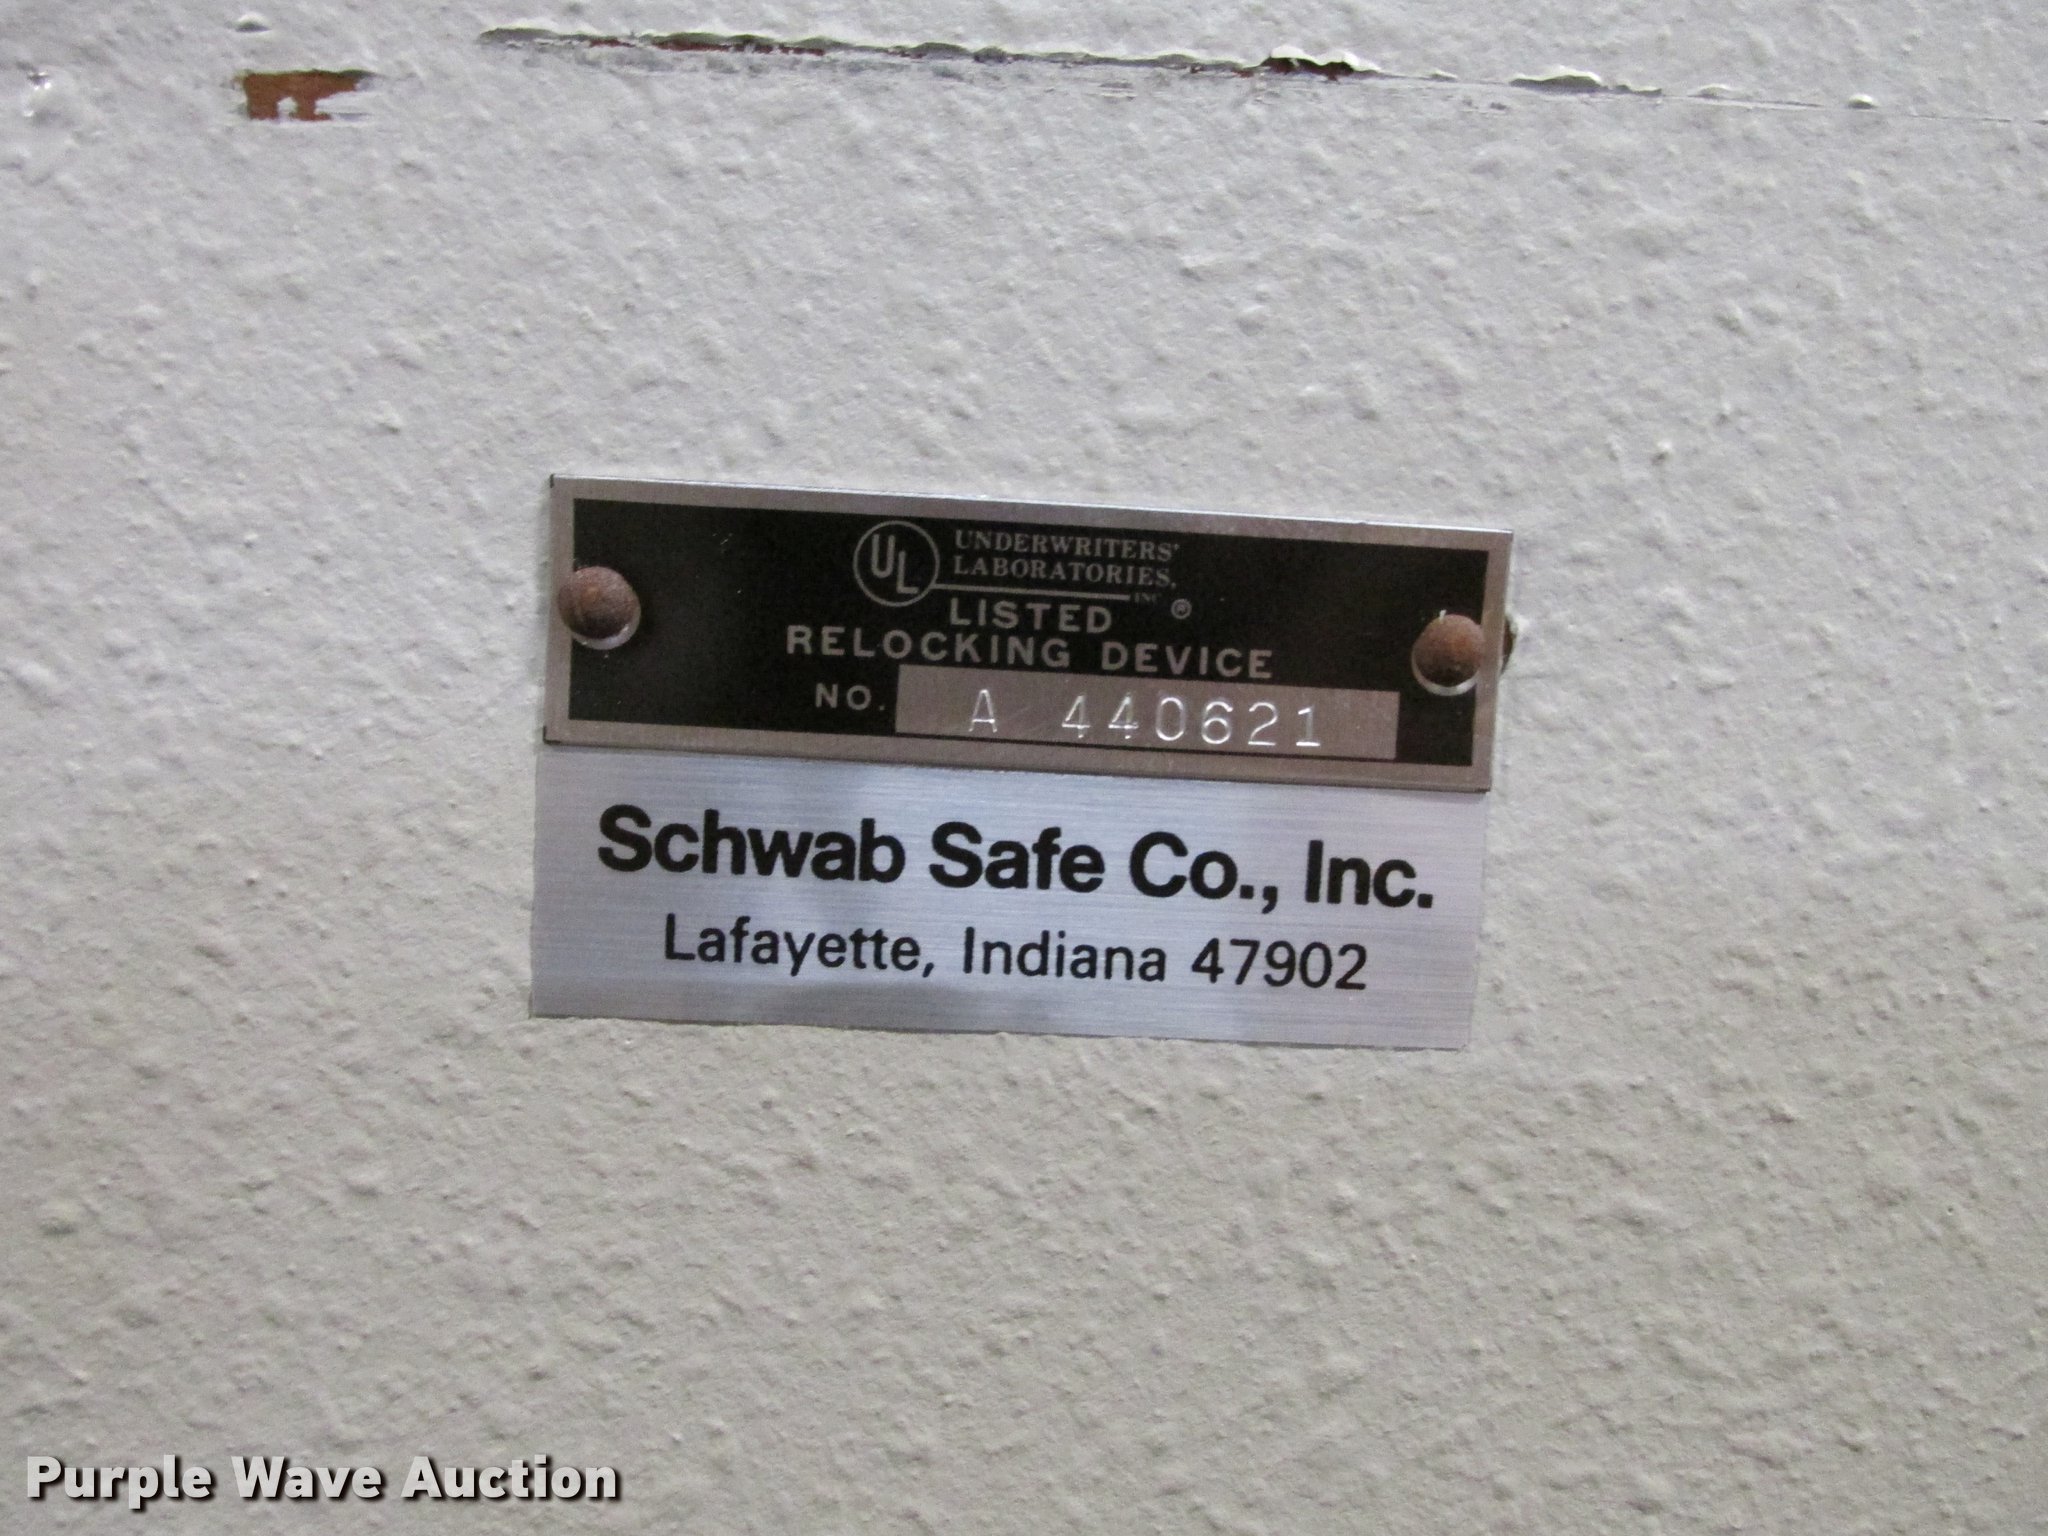 UL UNDERWRITERS'
LABORATORIES, INC ®
LISTED
RELOCKING DEVICE
NO. A 440621
Schwab Safe Co., Inc.
Lafayette, Indiana 47902
Purple Wave Auction